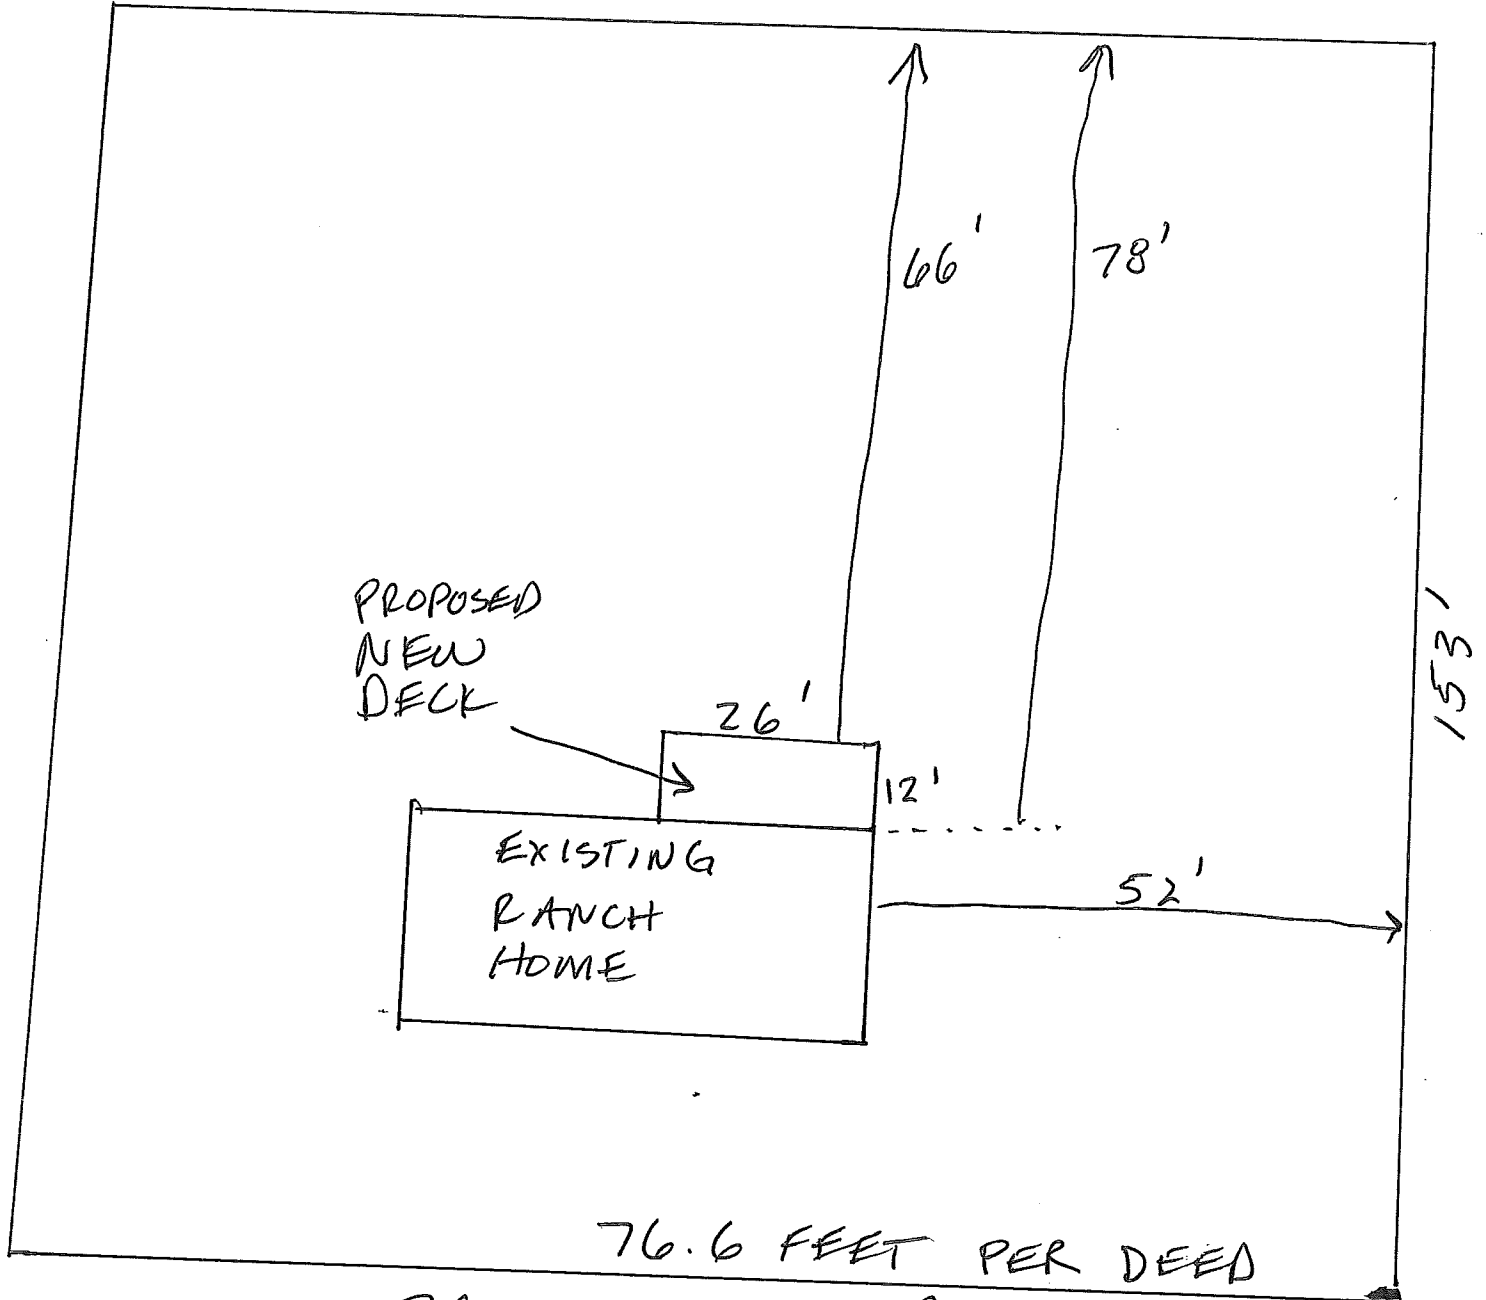 66'
78'
PROPOSED
NEW
DECK
26'
12'
153'
EXISTING
RANCH
HOME
52'
76.6 FEET PER DEED